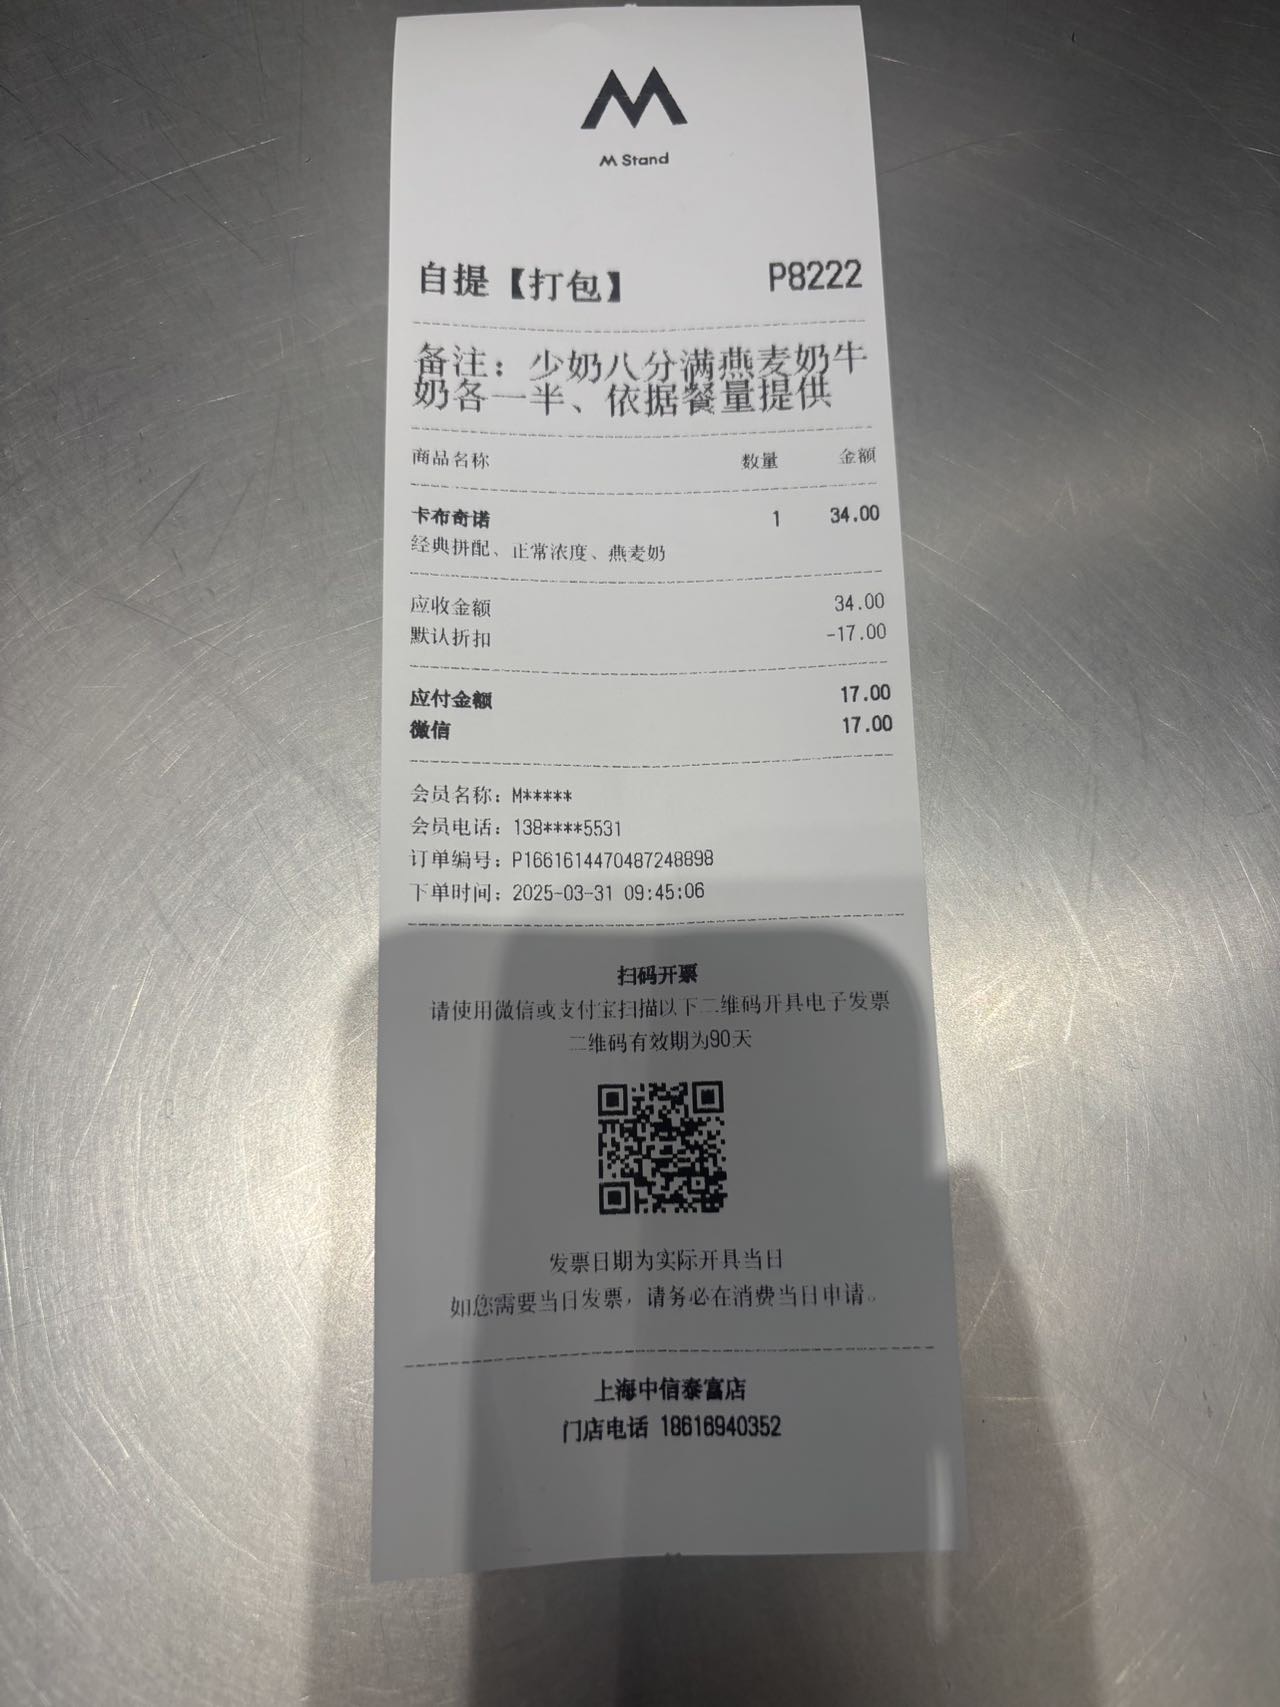 M Stand
自提【打包】 P8222
备注：少奶八分满燕麦奶牛
奶各一半、依据餐量提供
商品名称 数量 金额
卡布奇诺 1 34.00
经典拼配、正常浓度、燕麦奶
应收金额 34.00
默认折扣 -17.00
应付金额 17.00
微信 17.00
会员名称：M*****
会员电话：138****5531
订单编号：P1661614470487248898
下单时间：2025-03-31 09:45:06
扫码开票
请使用微信或支付宝扫描以下二维码开具电子发票
二维码有效期为90天
发票日期为实际开具当日
如您需要当日发票，请务必在消费当日申请。
上海中信泰富店
门店电话 18616940352